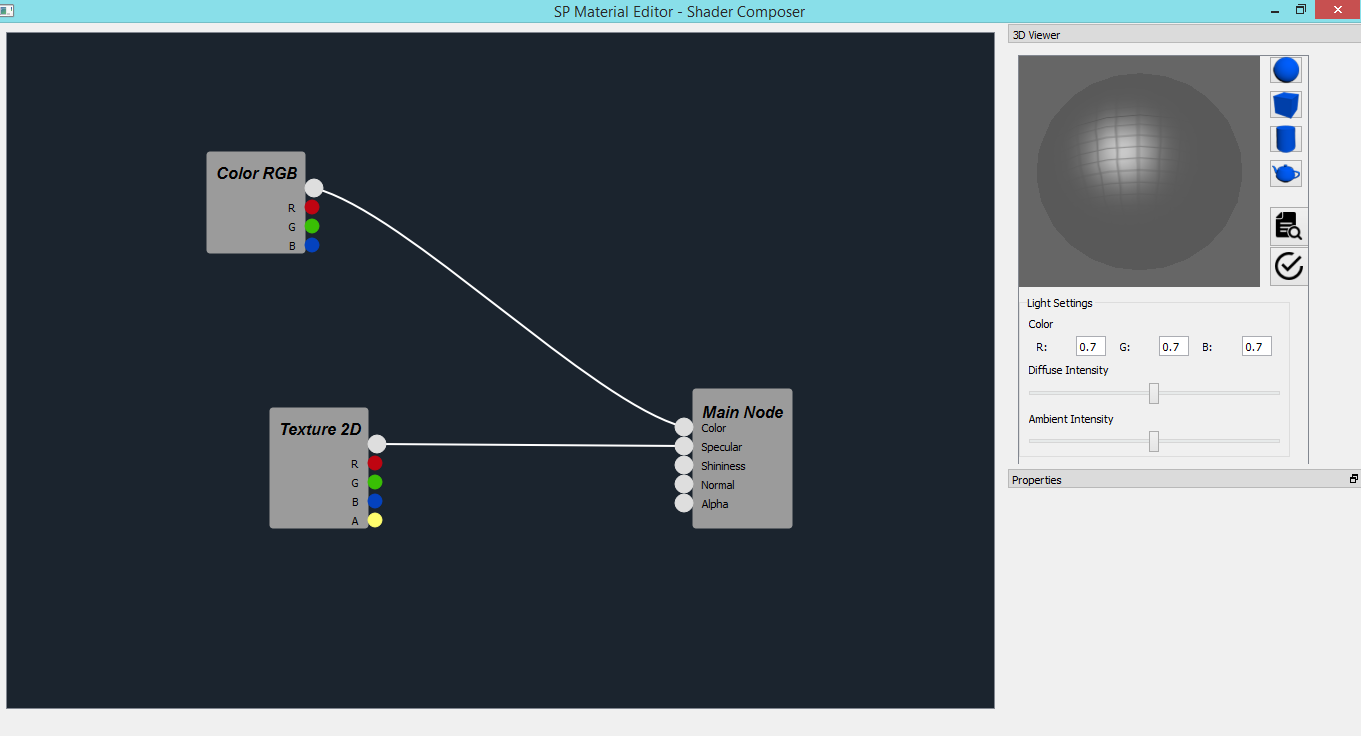 SP Material Editor - Shader Composer
3D Viewer
Color RGB
R
G
B
Texture 2D
R
G
B
A
Main Node
Color
Specular
Shininess
Normal
Alpha
Light Settings
Color
R: 0.7 G: 0.7 B: 0.7
Diffuse Intensity
Ambient Intensity
Properties